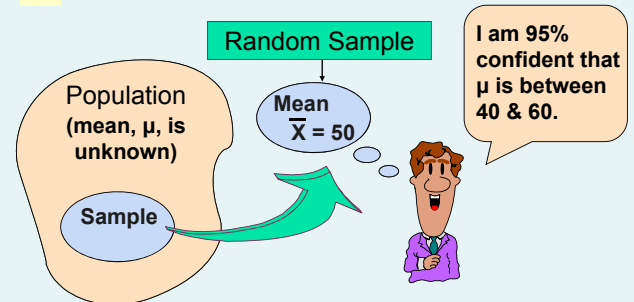 Random Sample
Population
(mean, μ, is
unknown)
Sample
Mean
X̅ = 50
I am 95%
confident that
μ is between
40 & 60.